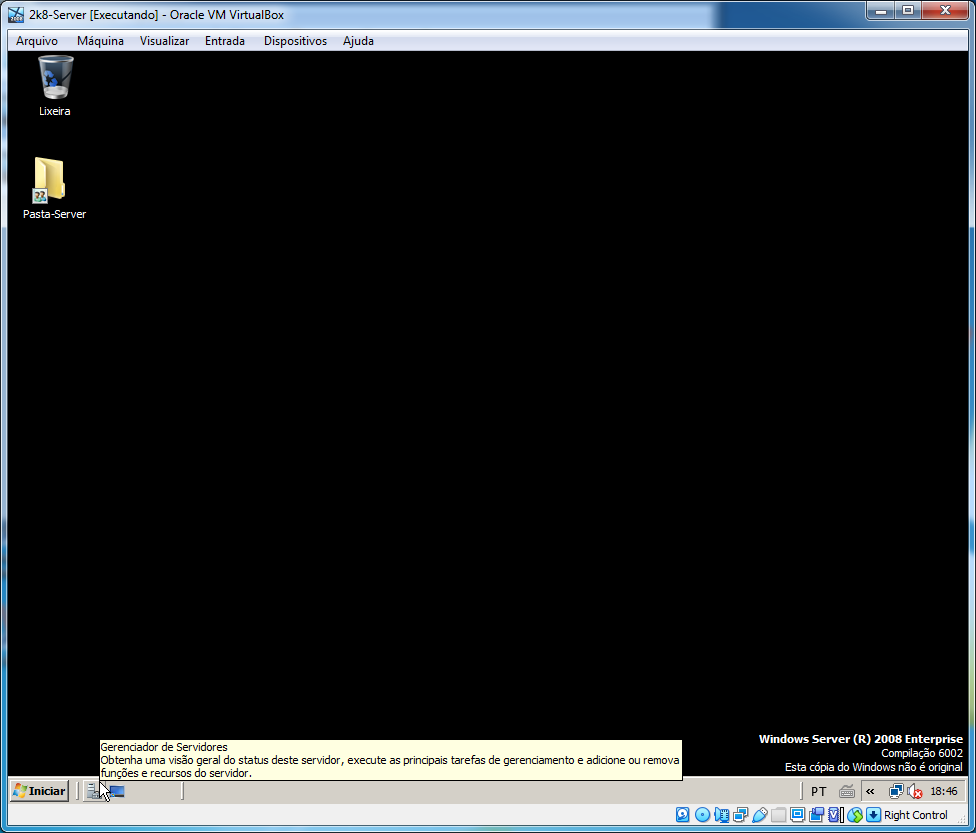 2k8-Server [Executando] - Oracle VM VirtualBox
Arquivo Máquina Visualizar Entrada Dispositivos Ajuda
Lixeira
Pasta-Server
Windows Server (R) 2008 Enterprise
Compilação 6002
Esta cópia do Windows não é original
Gerenciador de Servidores
Obtenha uma visão geral do status deste servidor, execute as principais tarefas de gerenciamento e adicione ou remova
funções e recursos do servidor.
Iniciar PT « 18:46
Right Control